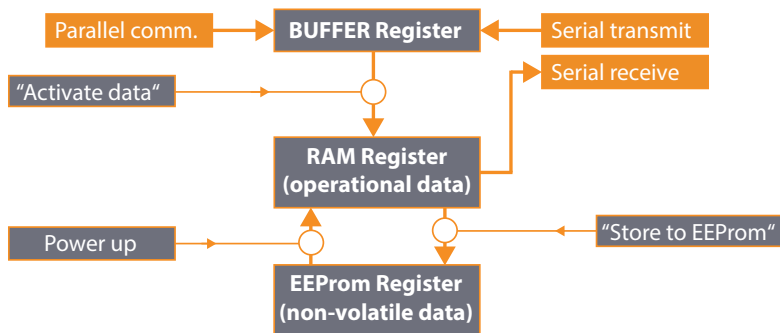 Parallel comm.
BUFFER Register
Serial transmit
Serial receive
“Activate data“
RAM Register
(operational data)
Power up
“Store to EEProm“
EEProm Register
(non-volatile data)